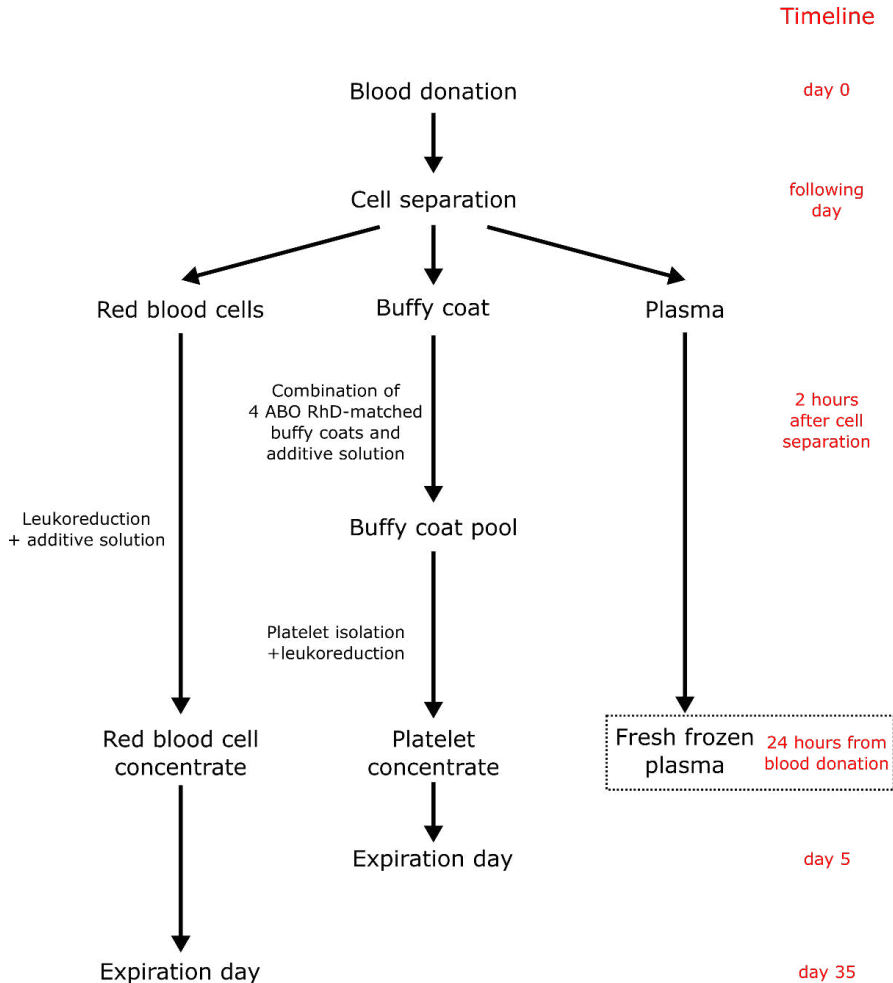 Timeline
Blood donation
day 0
Cell separation
following
day
Red blood cells
Buffy coat
Plasma
Combination of
4 ABO RhD-matched
buffy coats and
additive solution
2 hours
after cell
separation
Leukoreduction
+ additive solution
Buffy coat pool
Platelet isolation
+leukoreduction
Red blood cell
concentrate
Platelet
concentrate
Fresh frozen
plasma
24 hours from
blood donation
Expiration day
day 5
Expiration day
day 35